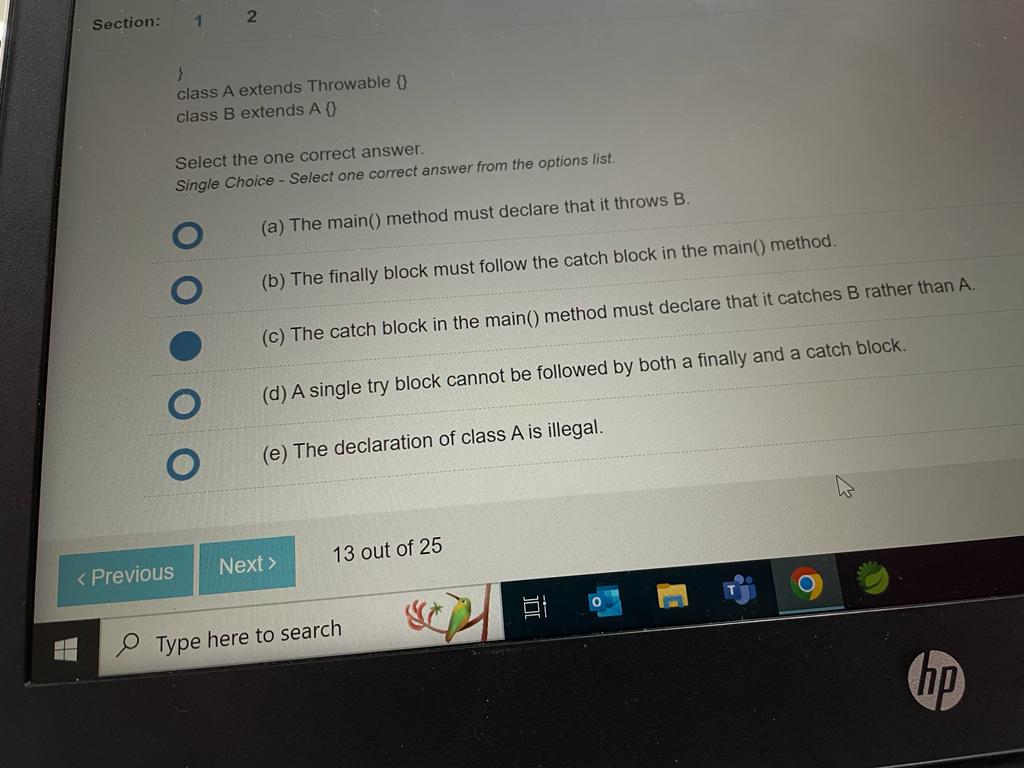 Section: 1 2
}
class A extends Throwable {}
class B extends A {}
Select the one correct answer.
Single Choice - Select one correct answer from the options list.
(a) The main() method must declare that it throws B.
(b) The finally block must follow the catch block in the main() method.
(c) The catch block in the main() method must declare that it catches B rather than A.
(d) A single try block cannot be followed by both a finally and a catch block.
(e) The declaration of class A is illegal.
< Previous Next > 13 out of 25
Type here to search
hp